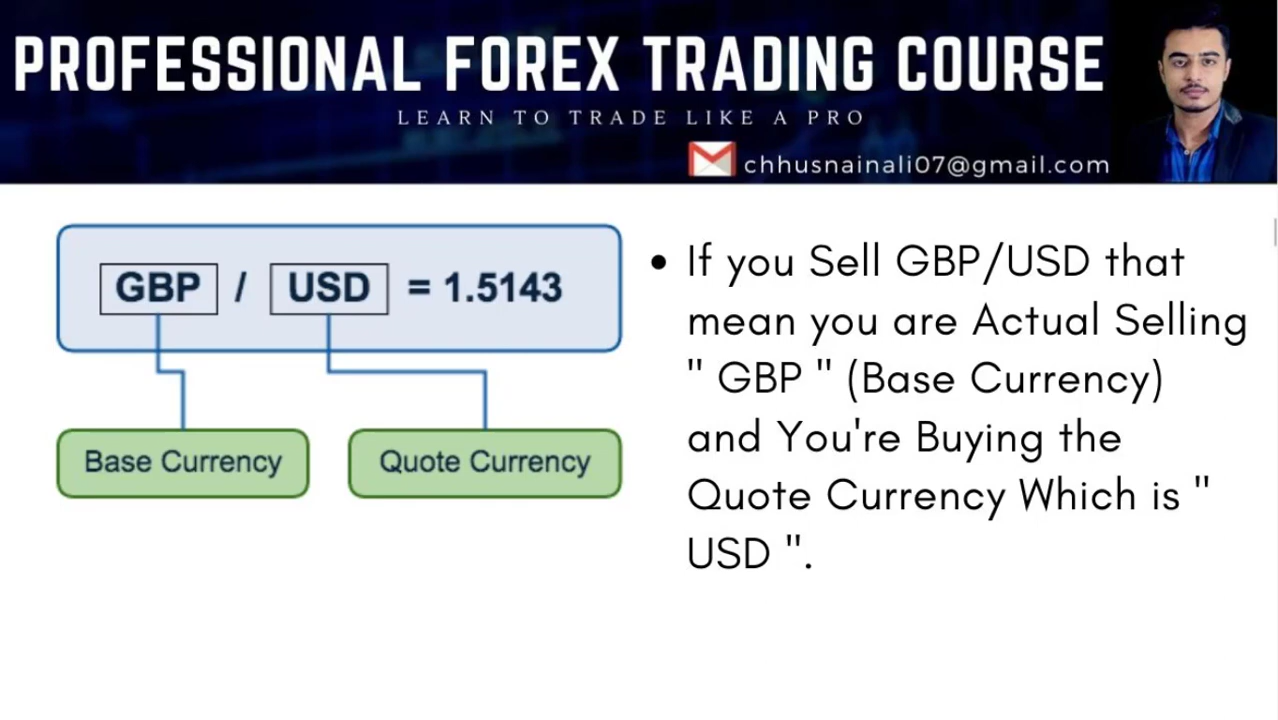 PROFESSIONAL FOREX TRADING COURSE
LEARN TO TRADE LIKE A PRO
chhusnainali07@gmail.com
GBP / USD = 1.5143
Base Currency
Quote Currency
• If you Sell GBP/USD that
mean you are Actual Selling
" GBP " (Base Currency)
and You're Buying the
Quote Currency Which is "
USD ".